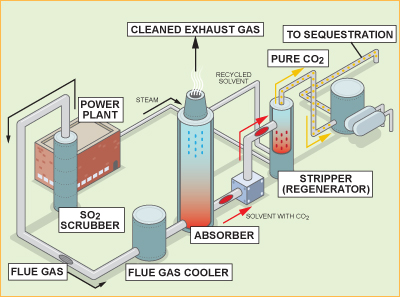 CLEANED EXHAUST GAS
TO SEQUESTRATION
PURE CO2
RECYCLED
SOLVENT
STEAM
POWER
PLANT
STRIPPER
(REGENERATOR)
SO2
SCRUBBER
SOLVENT WITH CO2
ABSORBER
FLUE GAS
FLUE GAS COOLER